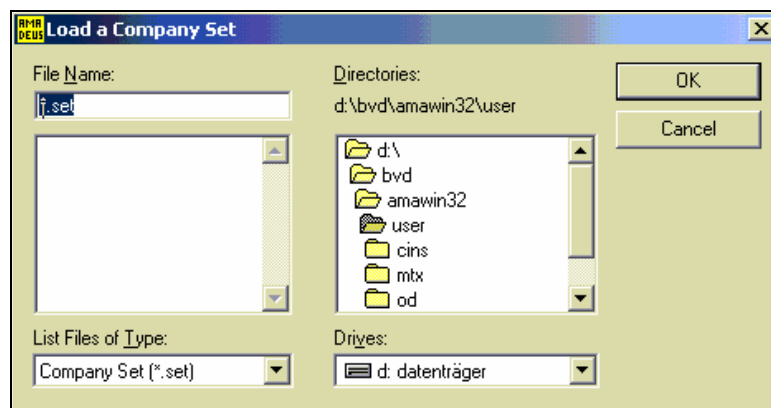 AMA
DEUS
Load a Company Set
File Name:
Directories:
OK
.set
d:\bvd\amawin32\user
Cancel
d:\
bvd
amawin32
user
cins
mtx
od
List Files of Type:
Drives:
Company Set (*.set)
d: datenträger